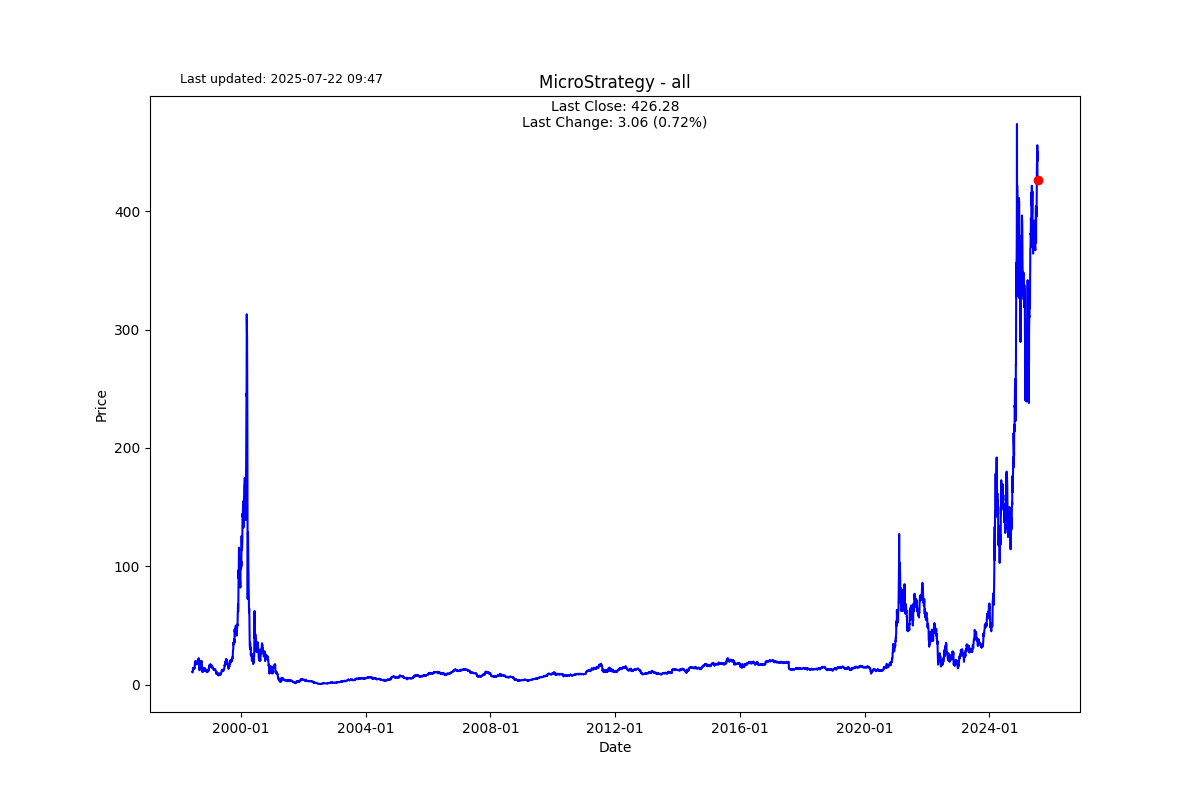 Last updated: 2025-07-22 09:47
MicroStrategy - all
Last Close: 426.28
Last Change: 3.06 (0.72%)
400
300
200
100
0
Price
2000-01
2004-01
2008-01
2012-01
2016-01
2020-01
2024-01
Date